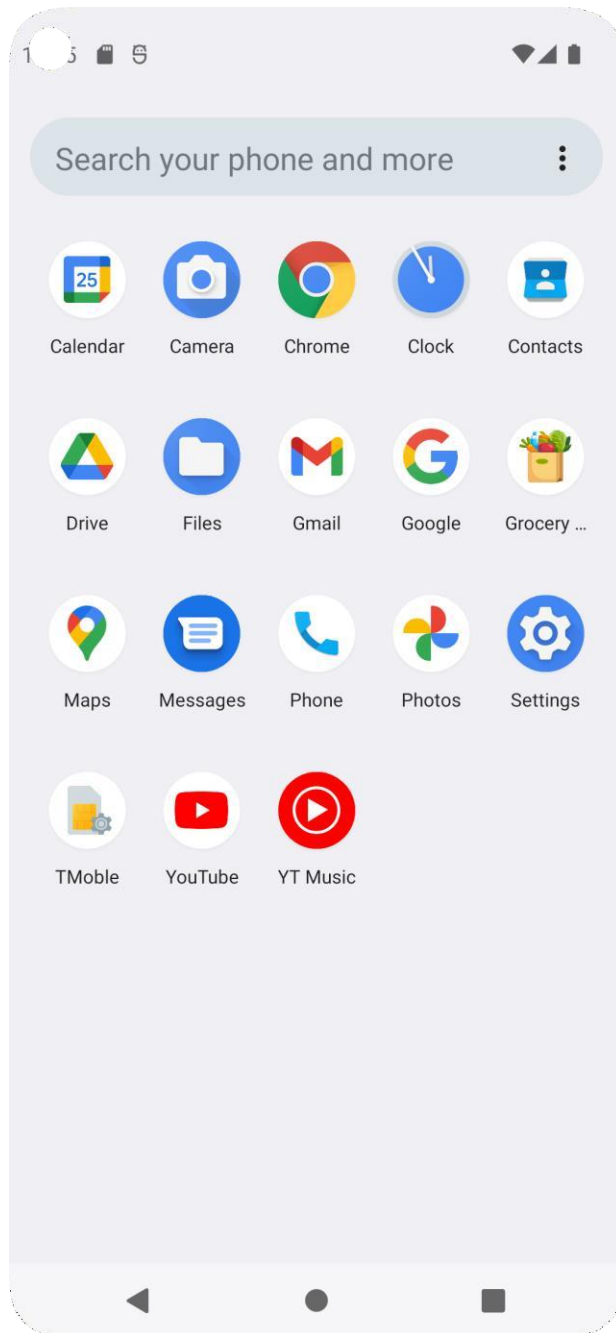 Search your phone and more
25
Calendar Camera Chrome Clock Contacts
Drive Files Gmail Google Grocery ...
Maps Messages Phone Photos Settings
TMoble YouTube YT Music